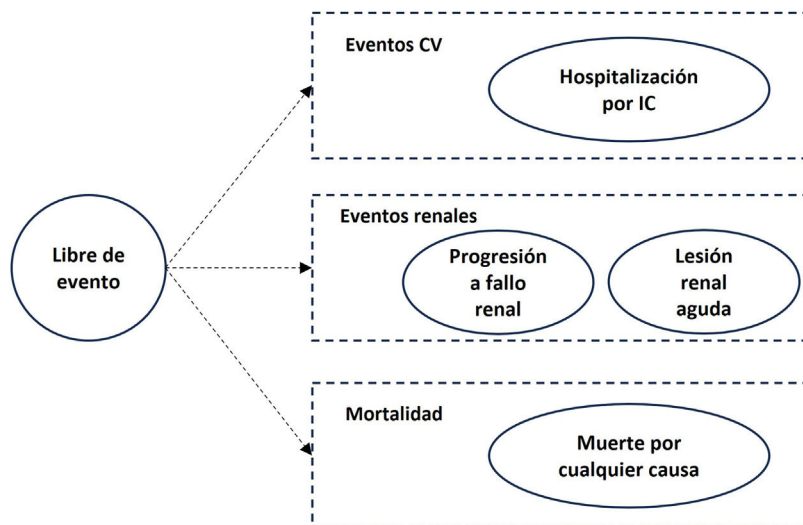 Eventos CV
Hospitalización
por IC
Libre de
evento
Eventos renales
Progresión
a fallo
renal
Lesión
renal
aguda
Mortalidad
Muerte por
cualquier causa